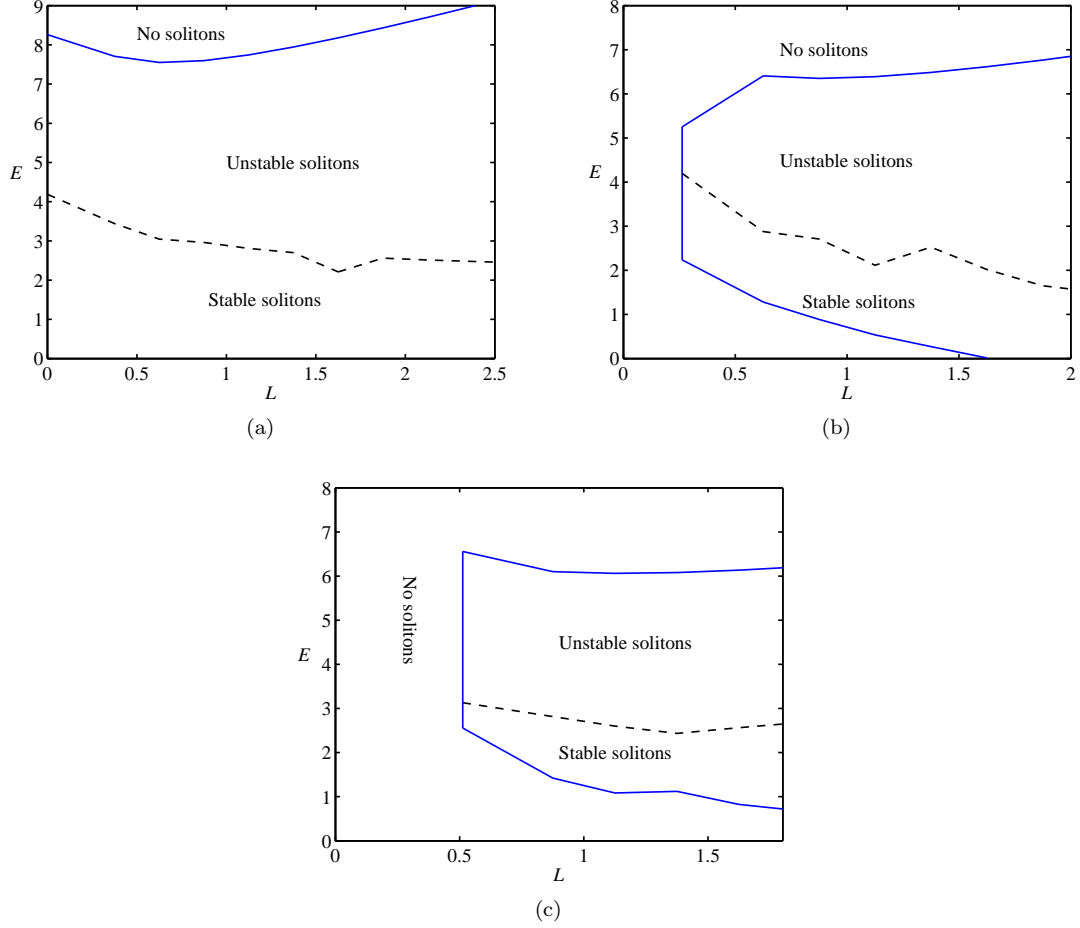 9
8
7
6
5
4
3
2
1
0
E
No solitons
Unstable solitons
Stable solitons
0 0.5 1 1.5 2 2.5
L
(a)
8
7
6
5
4
3
2
1
0
E
No solitons
Unstable solitons
Stable solitons
0 0.5 1 1.5 2
L
(b)
8
7
6
5
4
3
2
1
0
E
No solitons
Unstable solitons
Stable solitons
0 0.5 1 1.5
L
(c)